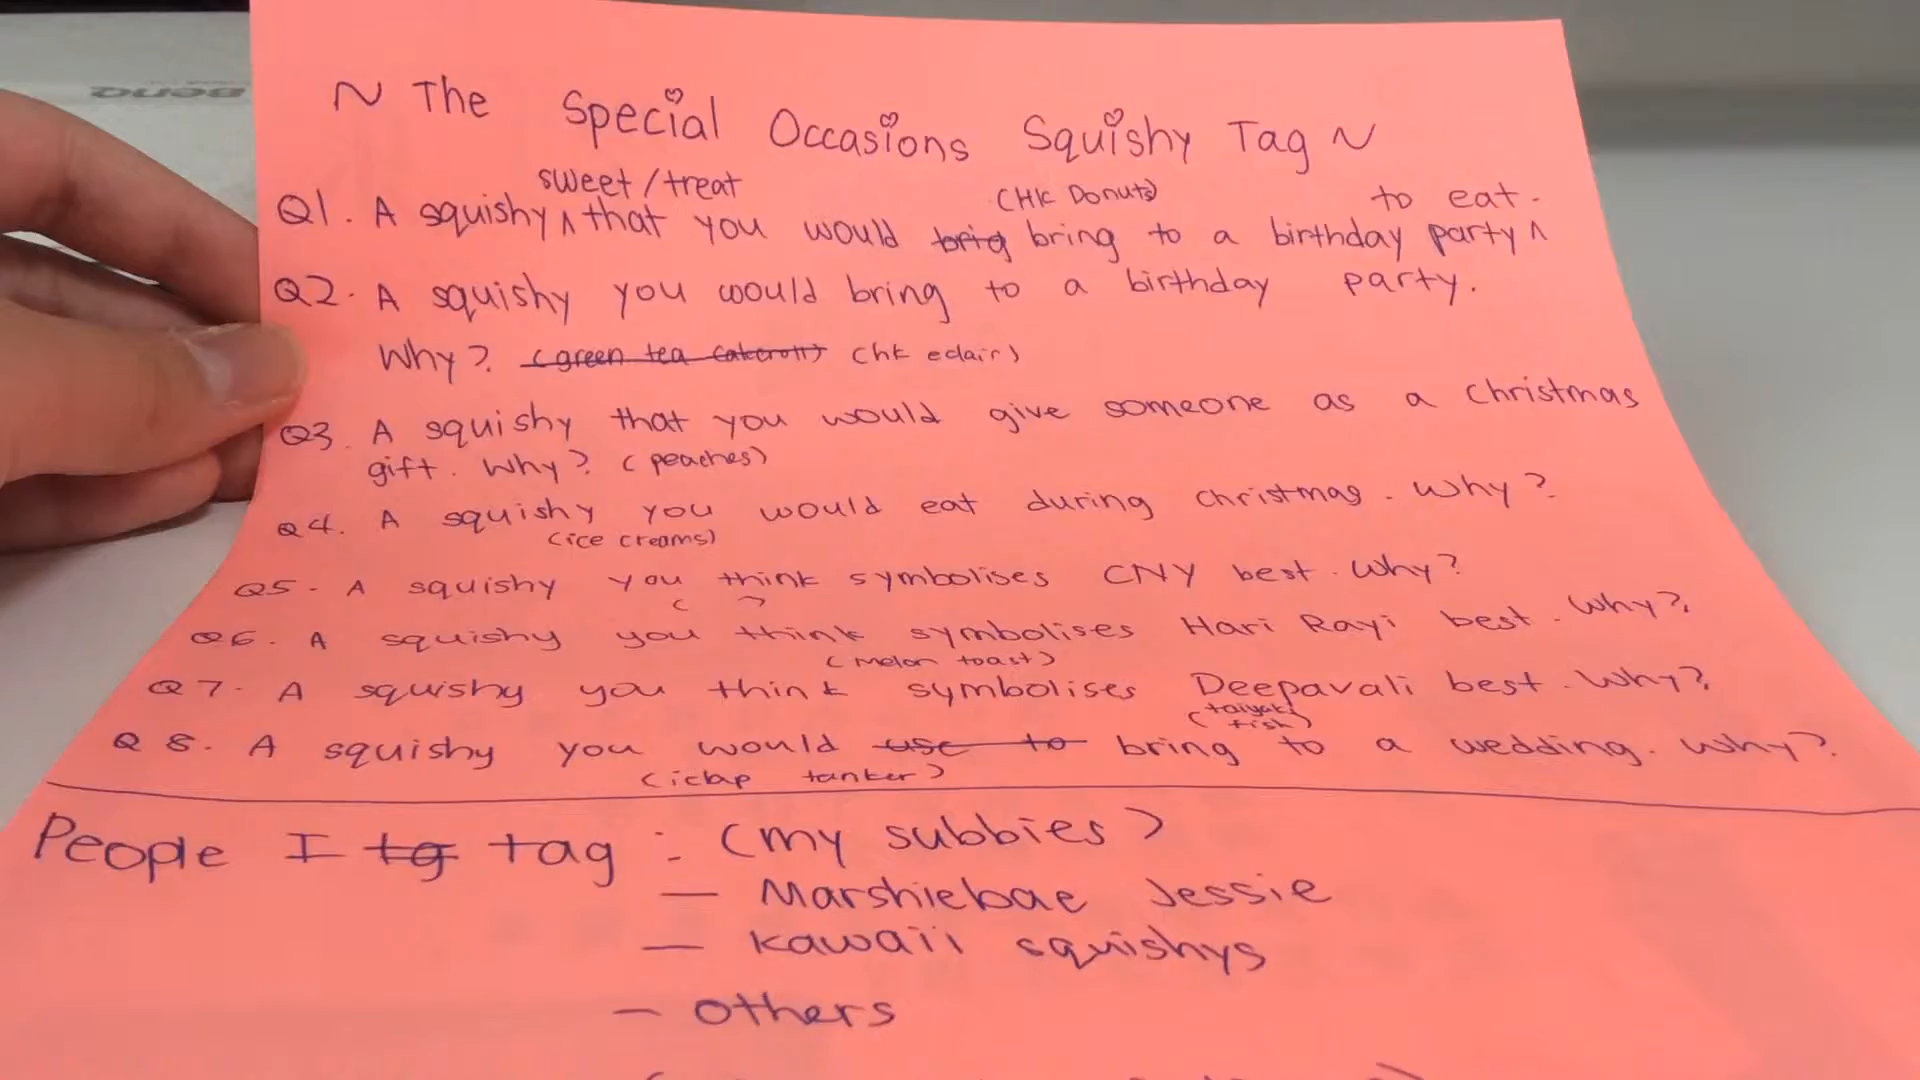 BenQ
~ The Special Occasions Squishy Tag ~
sweet/treat (CHK Donuts) to eat.
Q1. A squishy ^ that you would brig bring to a birthday party ^
Q2. A squishy you would bring to a birthday party.
Why? (green tea cakeroll) chk eclair)
Q3. A squishy that you would give someone as a Christmas
gift. Why? (peaches)
Q4. A squishy you would eat during christmas. Why?
(ice creams)
Q5. A squishy you think symbolises CNY best. Why?
( )
Q6. A squishy you think symbolises Hari Rayi best. Why?
(Melon toast)
Q7. A squishy you think symbolises Deepavali best. Why?
(taiyaki fish)
Q8. A squishy you would use to bring to a wedding. Why?
tanker)
People I tg tag : (my subbies)
— Marshiebae Jessie
— Kawaii squishys
— Others